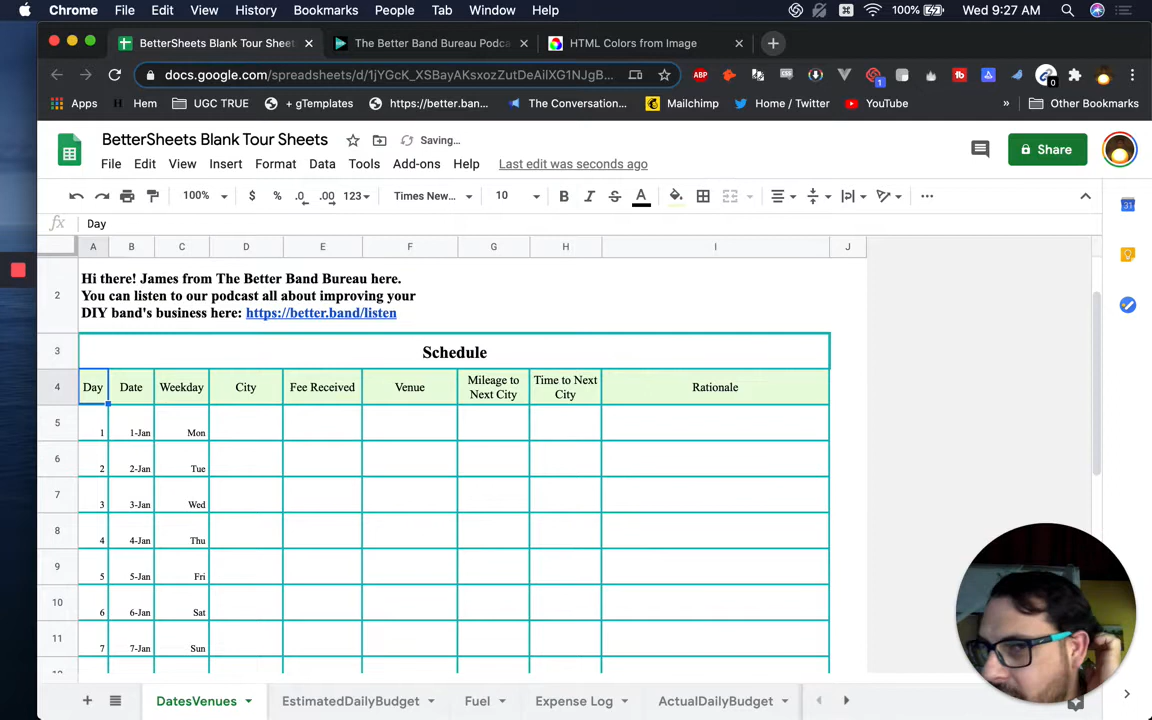 Chrome File Edit View History Bookmarks People Tab Window Help 100% Wed 9:27 AM
BetterSheets Blank Tour Sheet The Better Band Bureau Podca HTML Colors from Image
docs.google.com/spreadsheets/d/1jYGcK_XSBayAKsxozZutDeAilXG1NJgB...
Apps Hem UGC TRUE + gTemplates https://better.ban... The Conversation... Mailchimp Home / Twitter YouTube » Other Bookmarks
BetterSheets Blank Tour Sheets Saving...
File Edit View Insert Format Data Tools Add-ons Help Last edit was seconds ago
Share
100% $ % .0 .00 123 Times New... 10 B I S A
fx Day
A B C D E F G H I J
2 Hi there! James from The Better Band Bureau here.
You can listen to our podcast all about improving your
DIY band's business here: https://better.band/listen
3 Schedule
4 Day Date Weekday City Fee Received Venue Mileage to Next City Time to Next City Rationale
5 1 1-Jan Mon
6 2 2-Jan Tue
7 3 3-Jan Wed
8 4 4-Jan Thu
9 5 5-Jan Fri
10 6 6-Jan Sat
11 7 7-Jan Sun
DatesVenues EstimatedDailyBudget Fuel Expense Log ActualDailyBudget